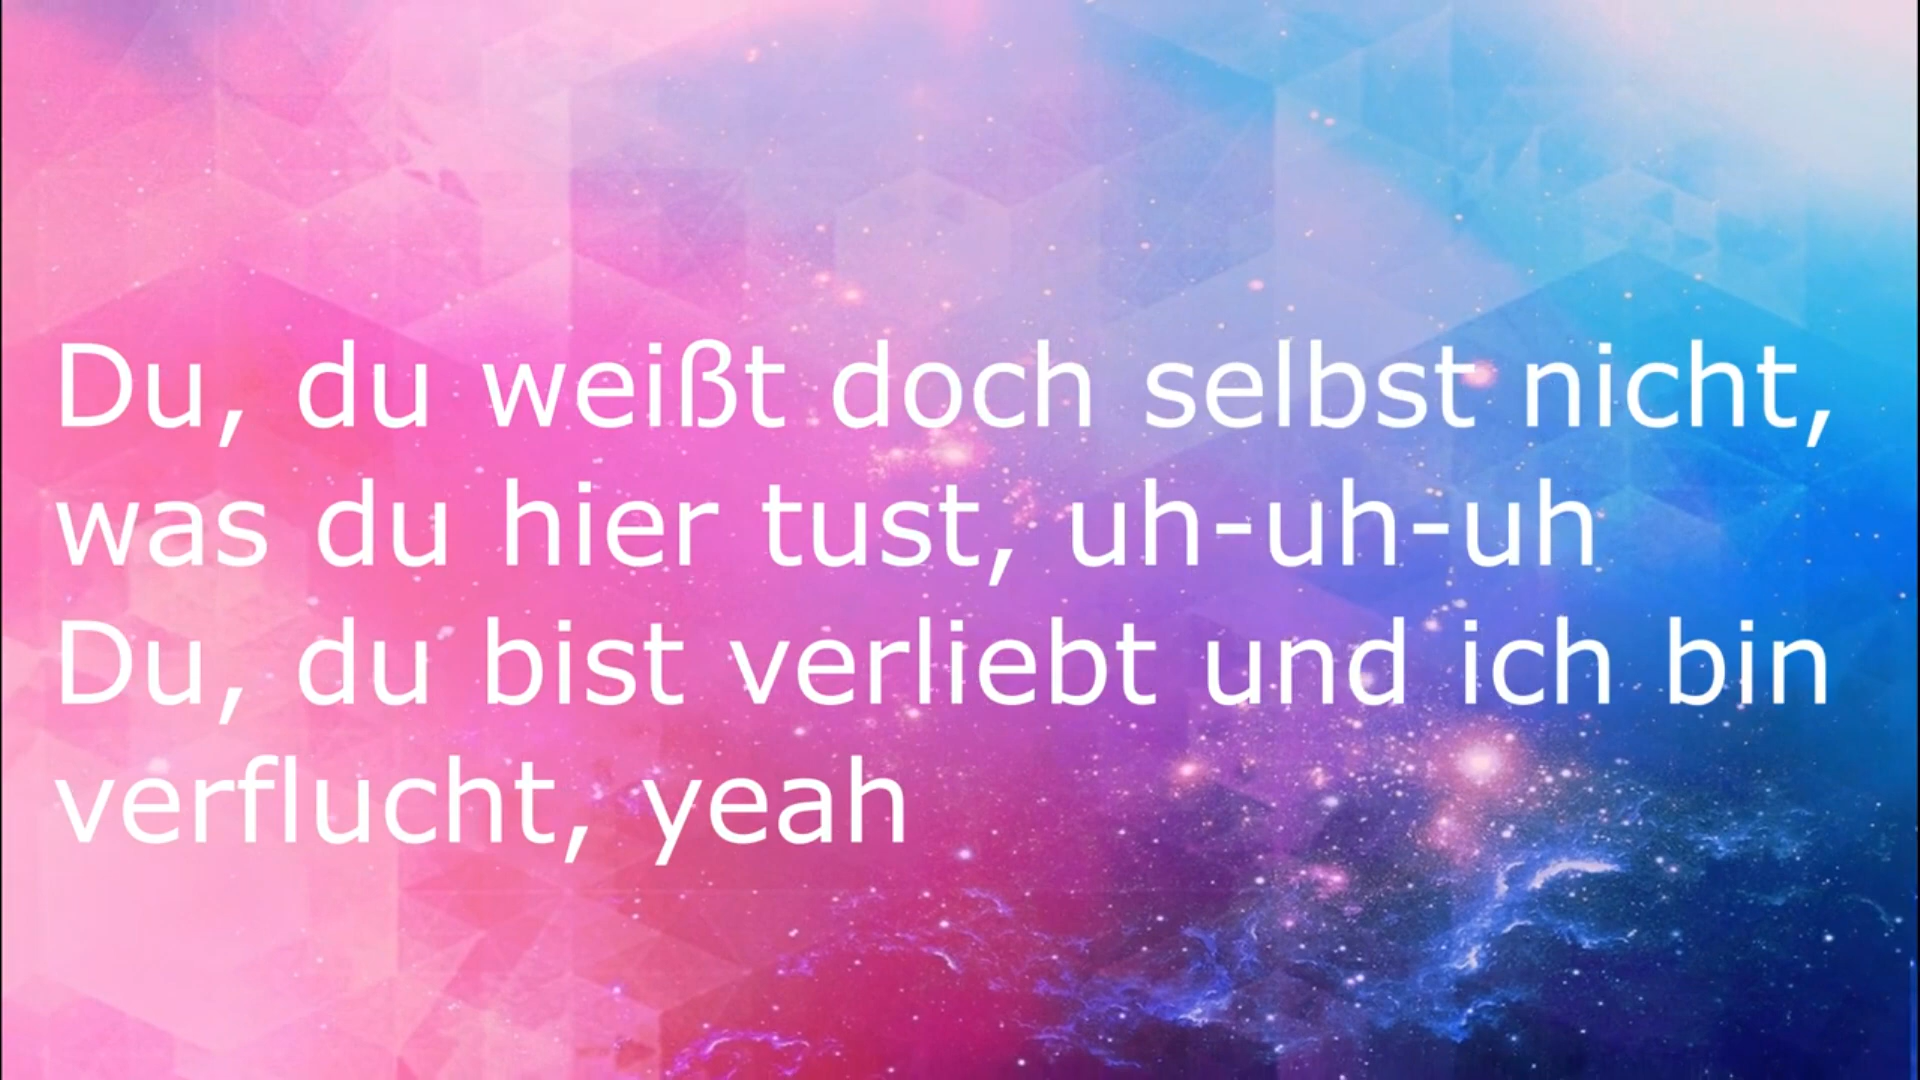 Du, du weißt doch selbst nicht,
was du hier tust, uh-uh-uh
Du, du bist verliebt und ich bin
verflucht, yeah